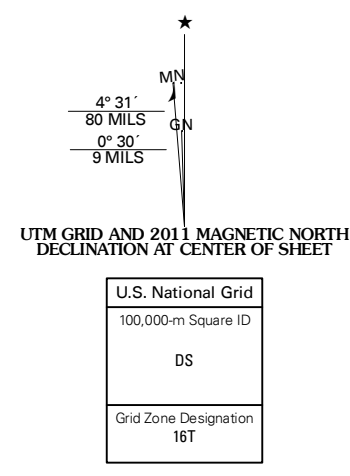 ★
MN
4° 31´
80 MILS
GN
0° 30´
9 MILS
UTM GRID AND 2011 MAGNETIC NORTH
DECLINATION AT CENTER OF SHEET
U.S. National Grid
100,000-m Square ID
DS
Grid Zone Designation
16T